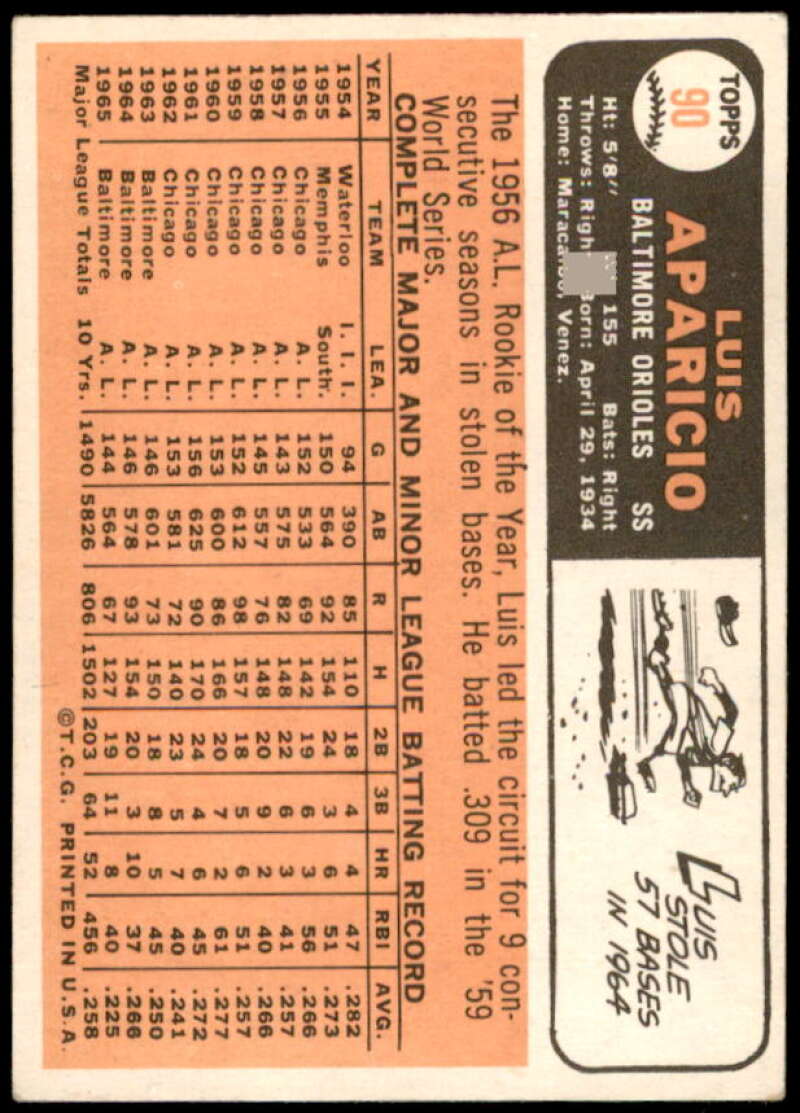 TOPPS
90
LUIS
APARICIO
BALTIMORE ORIOLES SS
Ht: 5'8" 155 Bats: Right
Throws: Right Born: April 29, 1934
Home: Maracaibo, Venez.
LUIS
STOLE
57 BASES
IN 1964
The 1956 A.L. Rookie of the Year, Luis led the circuit for 9 con-
secutive seasons in stolen bases. He batted .309 in the '59
World Series.
COMPLETE MAJOR AND MINOR LEAGUE BATTING RECORD
YEAR TEAM LEA. G AB R H 2B 3B HR RBI AVG.
1954 Waterloo I. I. I. 94 390 85 110 18 4 4 47 .282
1955 Memphis South. 150 564 92 154 24 3 6 51 .273
1956 Chicago A. L. 152 533 69 142 19 6 3 56 .266
1957 Chicago A. L. 143 575 82 148 22 6 3 41 .257
1958 Chicago A. L. 145 557 76 148 20 9 2 40 .266
1959 Chicago A. L. 152 612 98 157 18 5 6 51 .257
1960 Chicago A. L. 153 600 86 166 20 7 2 61 .277
1961 Chicago A. L. 156 625 90 170 24 4 6 45 .272
1962 Chicago A. L. 153 581 72 140 23 5 7 40 .241
1963 Baltimore A. L. 146 601 73 150 18 8 5 45 .250
1964 Baltimore A. L. 146 578 93 154 20 3 10 37 .266
1965 Baltimore A. L. 144 564 67 127 19 11 8 40 .225
Major League Totals 10 Yrs. 1490 5826 806 1502 203 64 52 456 .258
©T.C.G. PRINTED IN U.S.A.